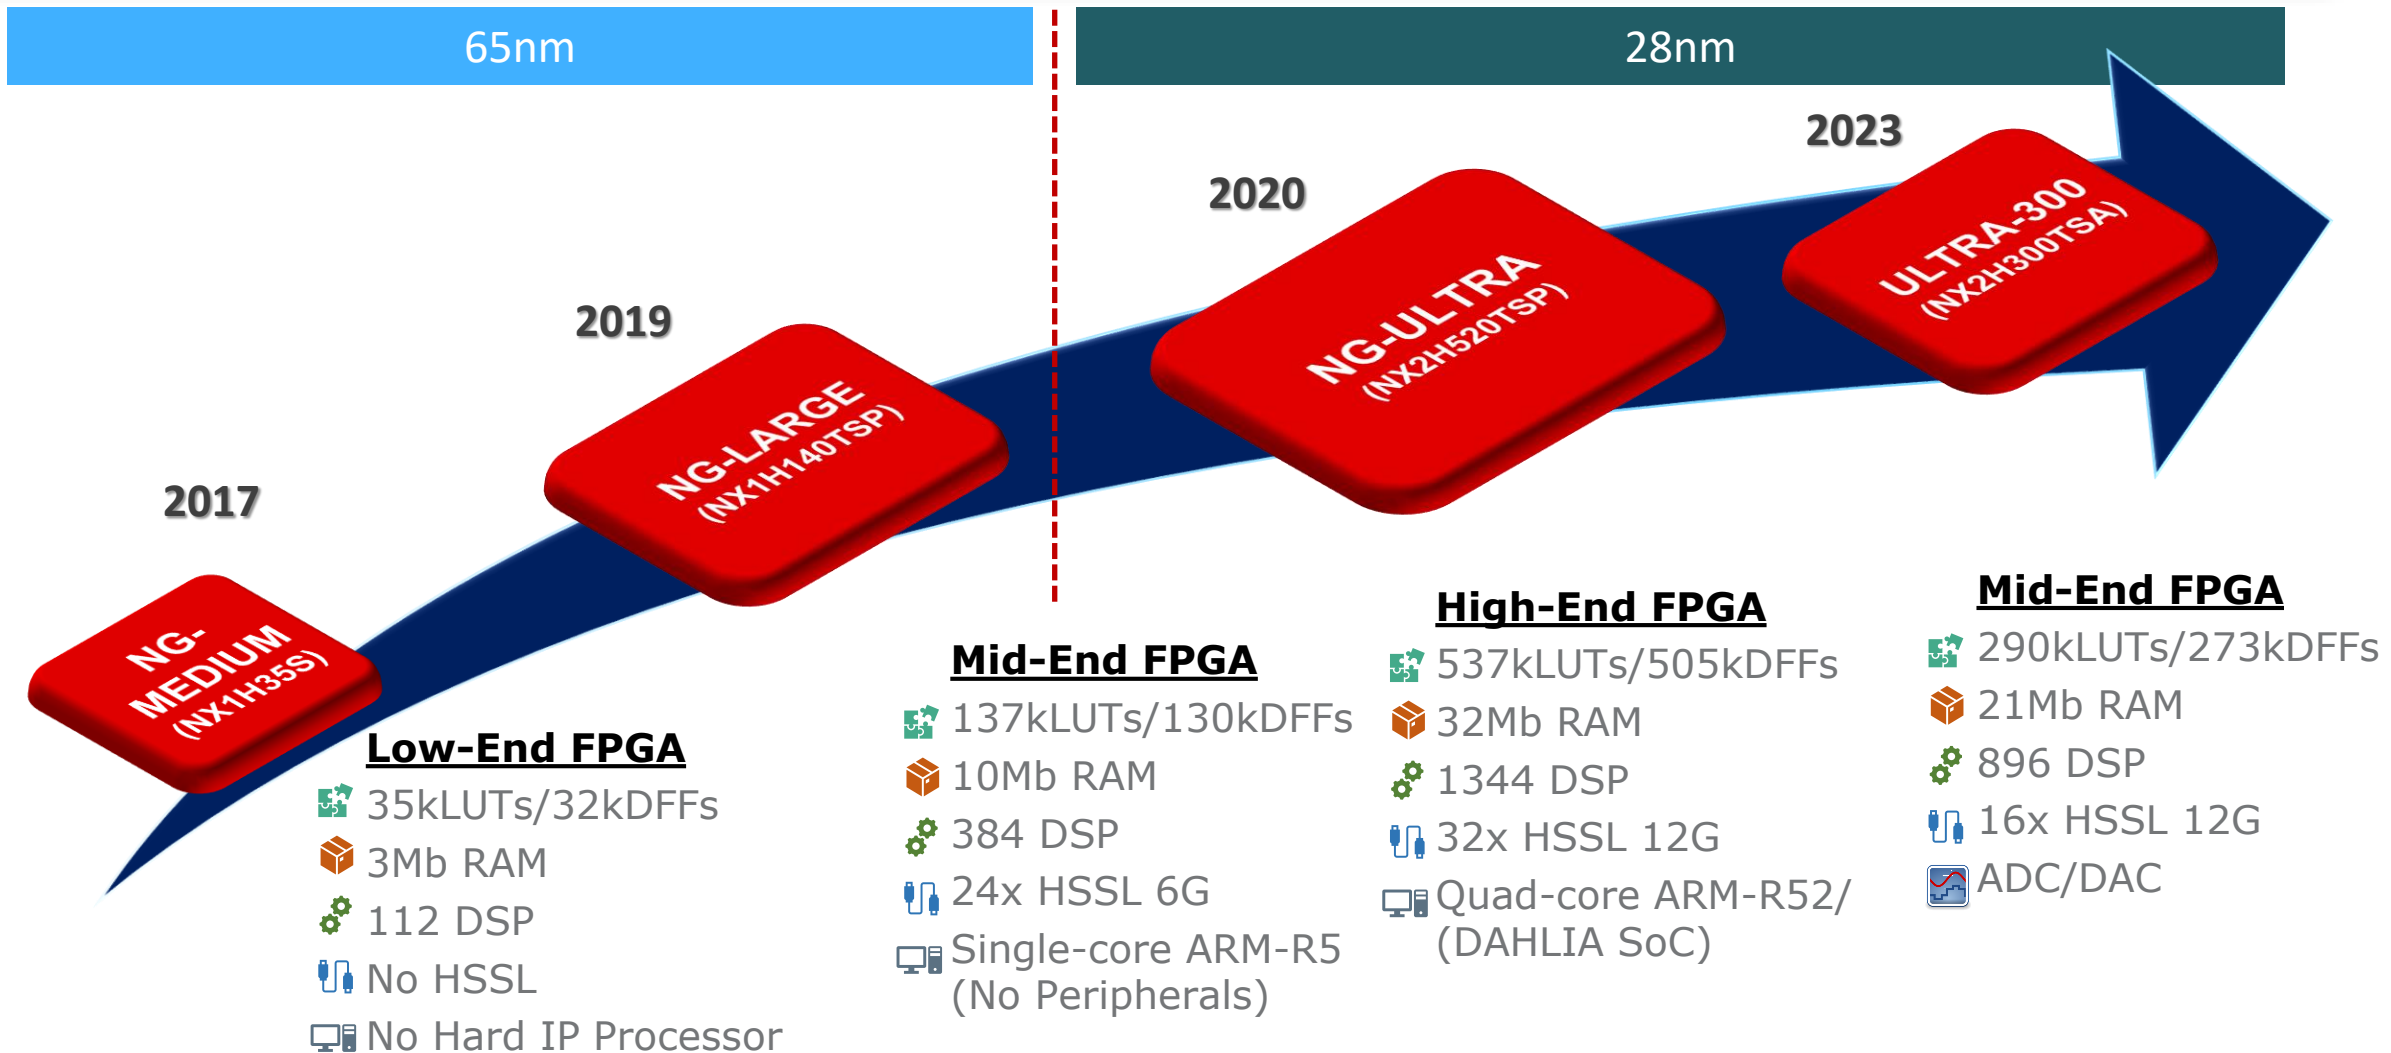 65nm
28nm
2017
NG-
MEDIUM
(NX1H35S)
Low-End FPGA
35kLUTs/32kDFFs
3Mb RAM
112 DSP
No HSSL
No Hard IP Processor
2019
NG-LARGE
(NX1H140TSP)
Mid-End FPGA
137kLUTs/130kDFFs
10Mb RAM
384 DSP
24x HSSL 6G
Single-core ARM-R5
(No Peripherals)
2020
NG-ULTRA
(NX2H520TSP)
High-End FPGA
537kLUTs/505kDFFs
32Mb RAM
1344 DSP
32x HSSL 12G
Quad-core ARM-R52/
(DAHLIA SoC)
2023
ULTRA-300
(NX2H300TSA)
Mid-End FPGA
290kLUTs/273kDFFs
21Mb RAM
896 DSP
16x HSSL 12G
ADC/DAC